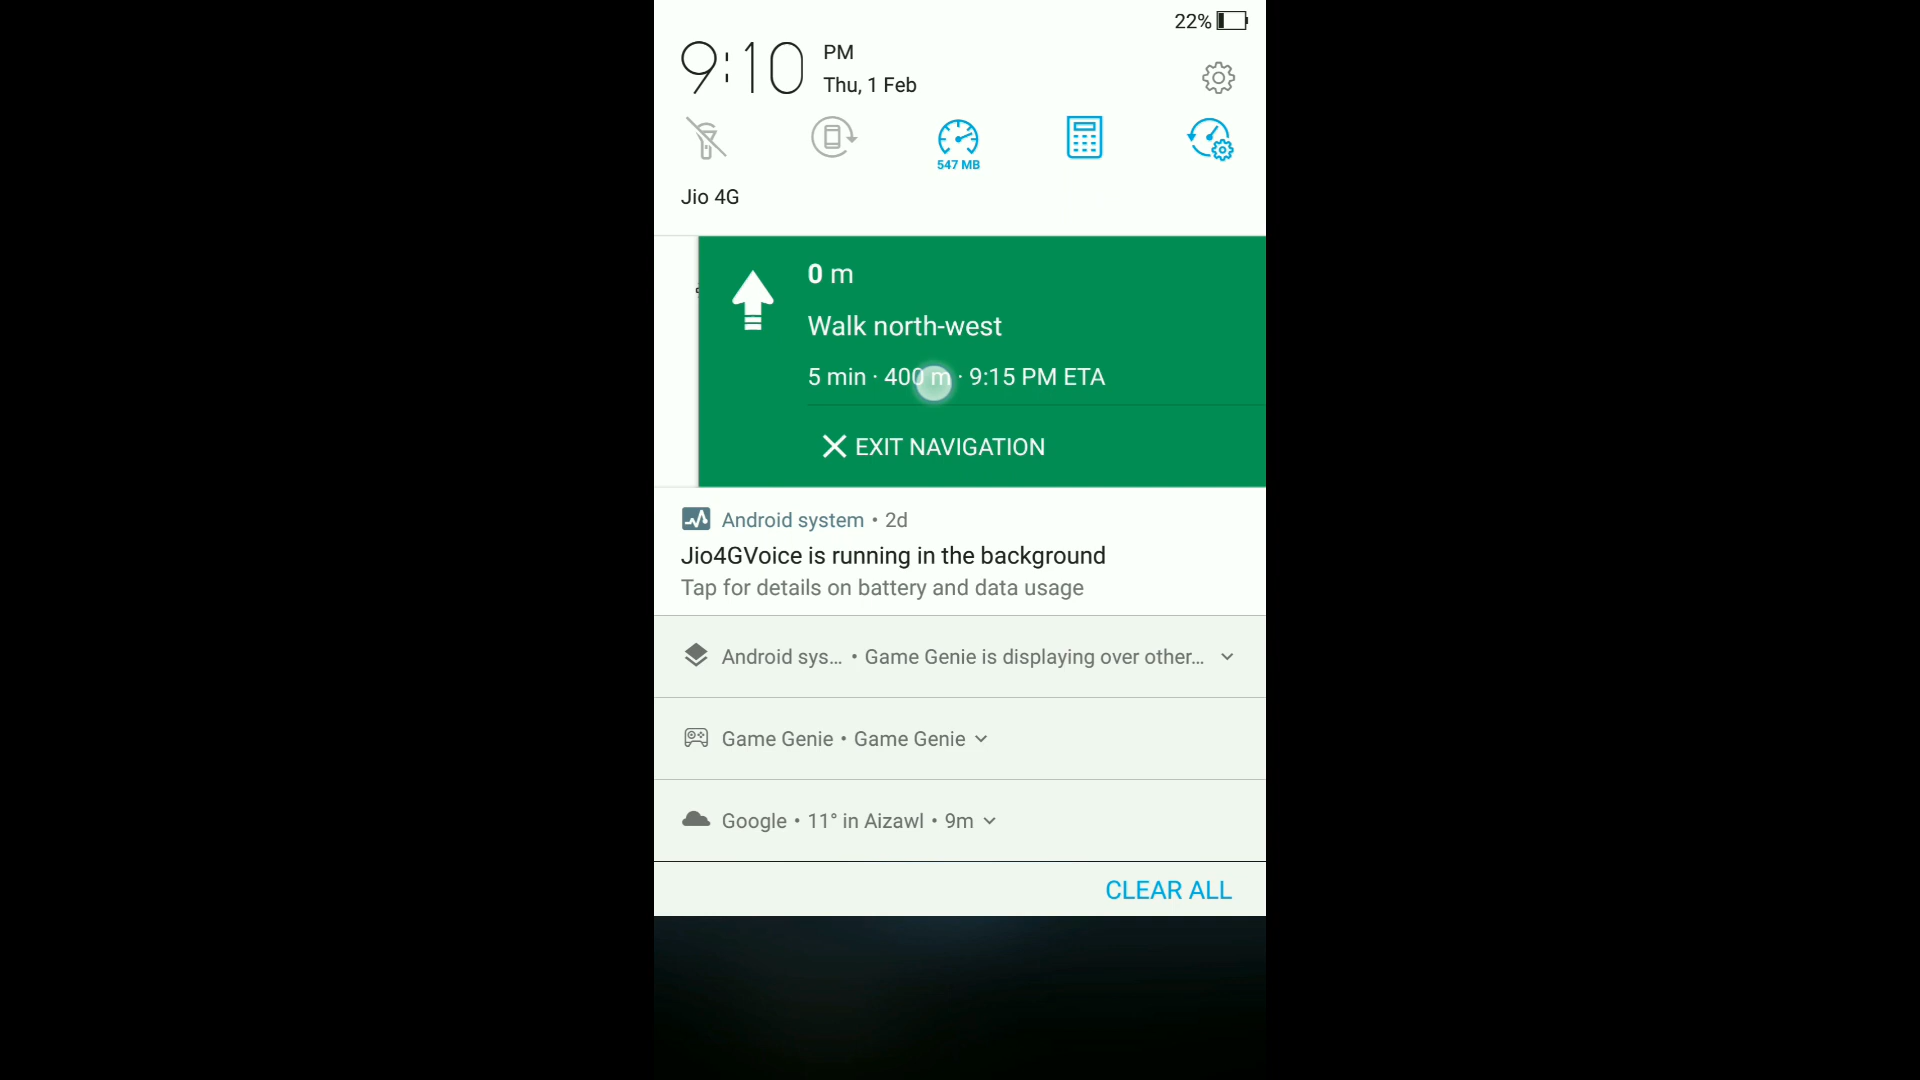 22%
9:10
PM
Thu, 1 Feb
547 MB
Jio 4G
0 m
Walk north-west
5 min · 400 m · 9:15 PM ETA
EXIT NAVIGATION
Android system • 2d
Jio4GVoice is running in the background
Tap for details on battery and data usage
Android sys... • Game Genie is displaying over other...
Game Genie • Game Genie
Google • 11° in Aizawl • 9m
CLEAR ALL